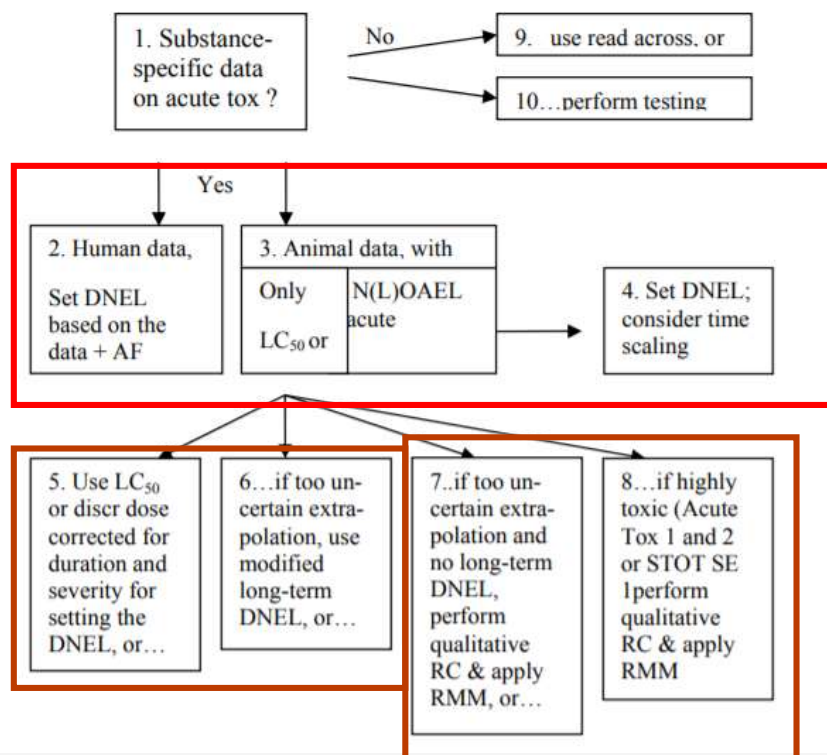 1. Substance-
specific data
on acute tox ?
No
9. use read across, or
10…perform testing
Yes
2. Human data,
Set DNEL
based on the
data + AF
3. Animal data, with
Only
LC50 or
N(L)OAEL
acute
4. Set DNEL;
consider time
scaling
5. Use LC50
or discr dose
corrected for
duration and
severity for
setting the
DNEL, or…
6…if too un-
certain extra-
polation, use
modified
long-term
DNEL, or…
7..if too un-
certain extra-
polation and
no long-term
DNEL,
perform
qualitative
RC & apply
RMM, or…
8…if highly
toxic (Acute
Tox 1 and 2
or STOT SE
1perform
qualitative
RC & apply
RMM